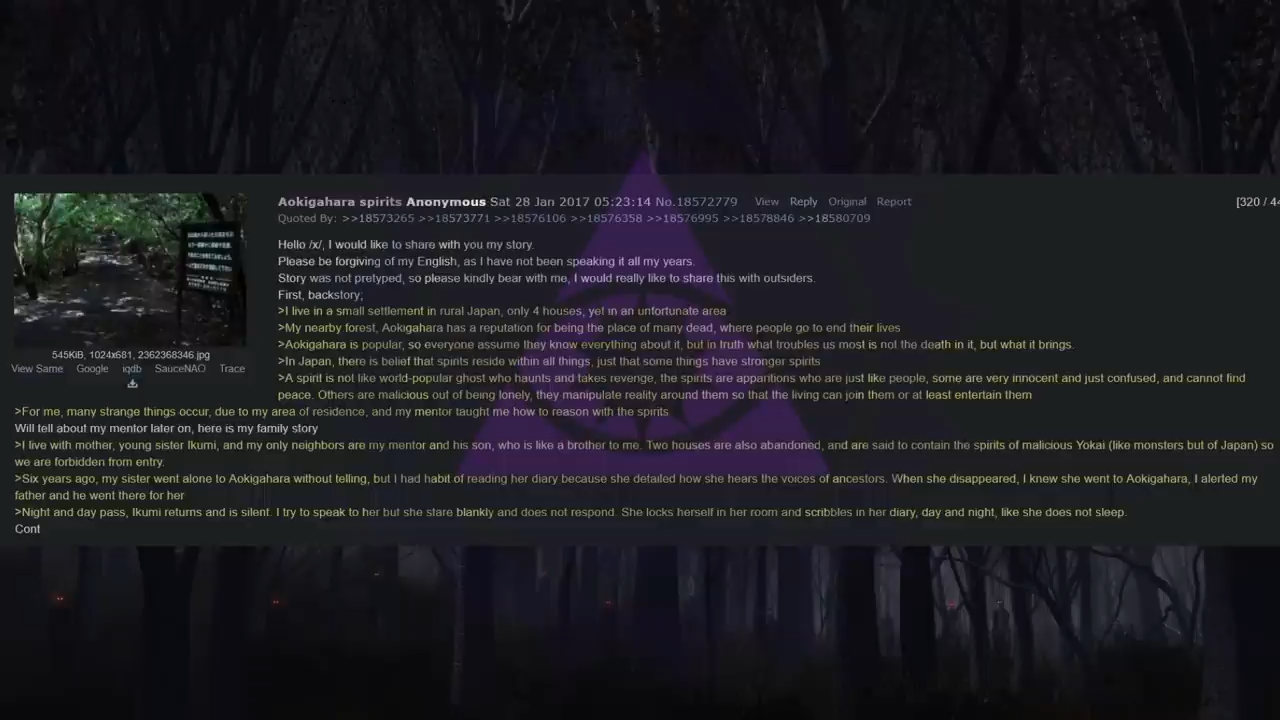 Aokigahara spirits Anonymous Sat 28 Jan 2017 05:23:14 No.18572779 View Reply Original Report
[320 / 44
Quoted By: >>18573265 >>18573771 >>18576106 >>18576358 >>18576995 >>18578846 >>18580709
Hello /x/, I would like to share with you my story.
Please be forgiving of my English, as I have not been speaking it all my years.
Story was not pretyped, so please kindly bear with me, I would really like to share this with outsiders.
First, backstory;
>I live in a small settlement in rural Japan, only 4 houses, yet in an unfortunate area
>My nearby forest, Aokigahara has a reputation for being the place of many dead, where people go to end their lives
>Aokigahara is popular, so everyone assume they know everything about it, but in truth what troubles us most is not the death in it, but what it brings.
>In Japan, there is belief that spirits reside within all things, just that some things have stronger spirits
>A spirit is not like world-popular ghost who haunts and takes revenge, the spirits are apparitions who are just like people, some are very innocent and just confused, and cannot find
peace. Others are malicious out of being lonely, they manipulate reality around them so that the living can join them or at least entertain them
545KiB, 1024x681, 2362368346.jpg
View Same Google iqdb SauceNAO Trace
>For me, many strange things occur, due to my area of residence, and my mentor taught me how to reason with the spirits
Will tell about my mentor later on, here is my family story
>I live with mother, young sister Ikumi, and my only neighbors are my mentor and his son, who is like a brother to me. Two houses are also abandoned, and are said to contain the spirits of malicious Yokai (like monsters but of Japan) so
we are forbidden from entry.
>Six years ago, my sister went alone to Aokigahara without telling, but I had habit of reading her diary because she detailed how she hears the voices of ancestors. When she disappeared, I knew she went to Aokigahara, I alerted my
father and he went there for her
>Night and day pass, Ikumi returns and is silent. I try to speak to her but she stare blankly and does not respond. She locks herself in her room and scribbles in her diary, day and night, like she does not sleep.
Cont